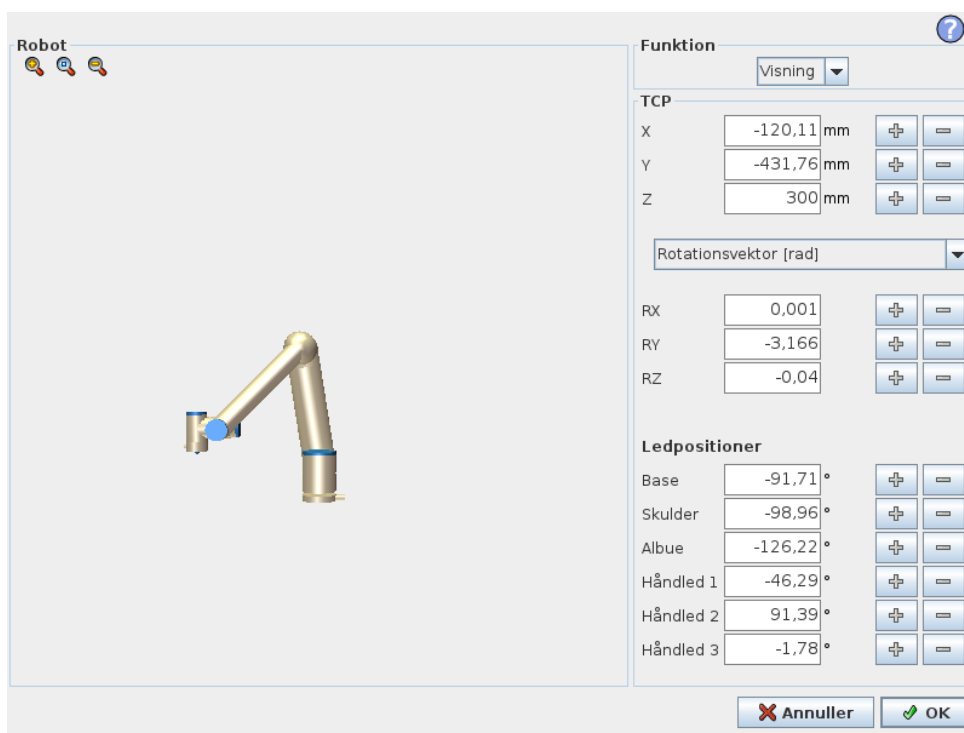 ?
Robot
Funktion
Visning
TCP
X -120,11 mm
Y -431,76 mm
Z 300 mm
Rotationsvektor [rad]
RX 0,001
RY -3,166
RZ -0,04
Ledpositioner
Base -91,71 °
Skulder -98,96 °
Albue -126,22 °
Håndled 1 -46,29 °
Håndled 2 91,39 °
Håndled 3 -1,78 °
Annuller OK